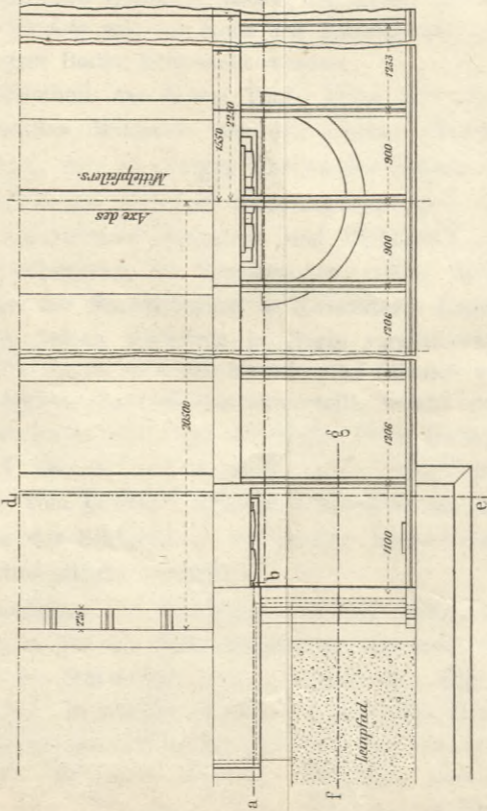 1550
2250
1233
900
900
1206
1206
1100
20500
725
Axe des
Mittelpfeilers.
Leinpfad
a
b
d
e
f
g